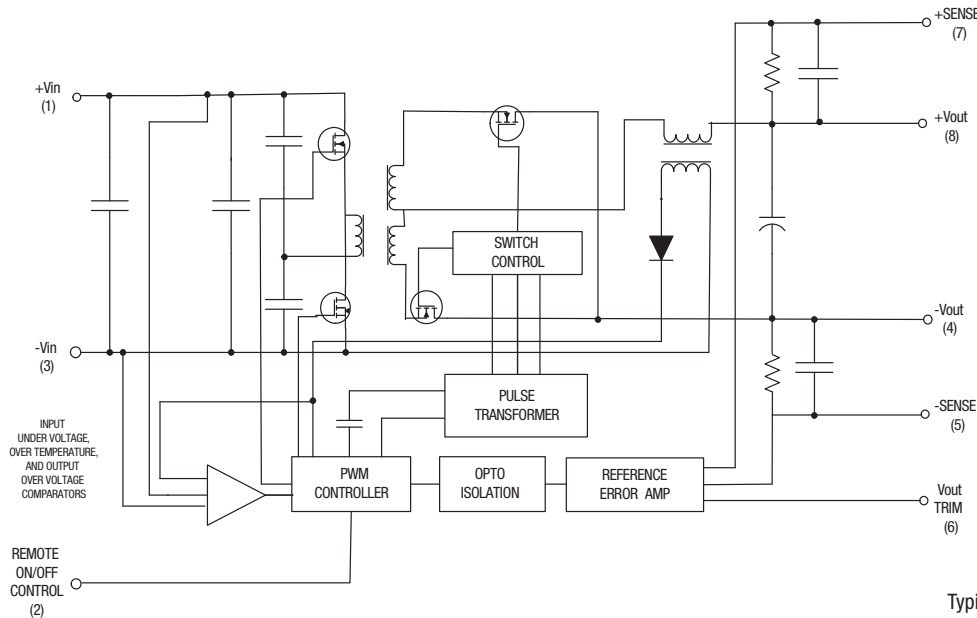 +SENSE
(7)
+Vin
(1)
+Vout
(8)
SWITCH
CONTROL
-Vout
(4)
-Vin
(3)
PULSE
TRANSFORMER
-SENSE
(5)
INPUT
UNDER VOLTAGE,
OVER TEMPERATURE,
AND OUTPUT
OVER VOLTAGE
COMPARATORS
PWM
CONTROLLER
OPTO
ISOLATION
REFERENCE
ERROR AMP
Vout
TRIM
(6)
REMOTE
ON/OFF
CONTROL
(2)
Typi